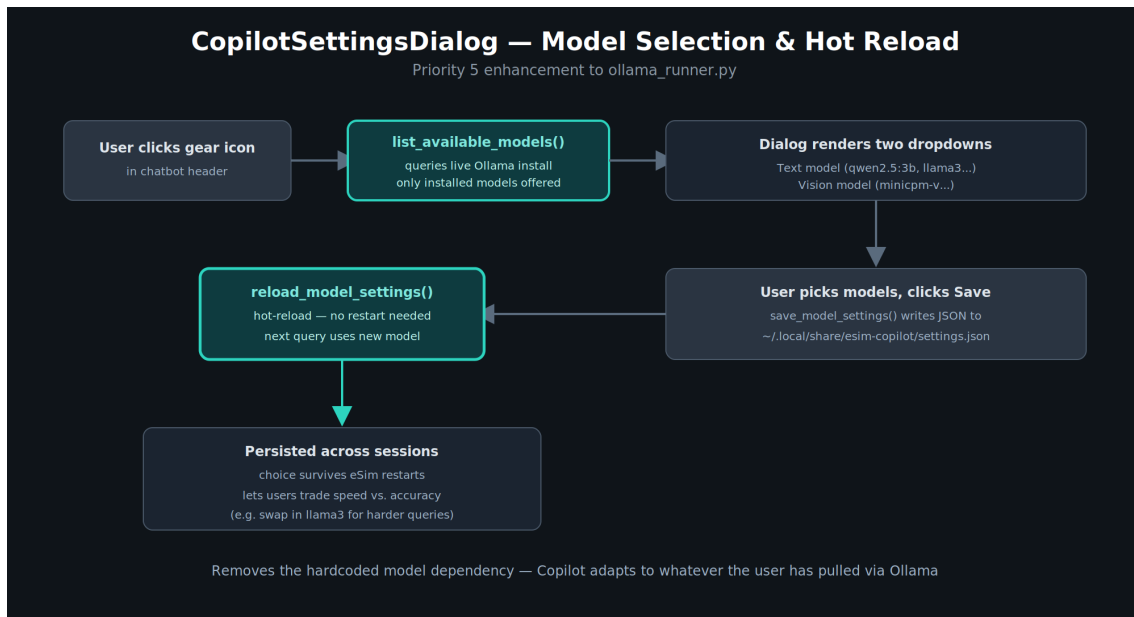 CopilotSettingsDialog — Model Selection & Hot Reload
Priority 5 enhancement to ollama_runner.py
User clicks gear icon
in chatbot header
list_available_models()
queries live Ollama install
only installed models offered
Dialog renders two dropdowns
Text model (qwen2.5:3b, llama3...)
Vision model (minicpm-v...)
User picks models, clicks Save
save_model_settings() writes JSON to
~/.local/share/esim-copilot/settings.json
reload_model_settings()
hot-reload — no restart needed
next query uses new model
Persisted across sessions
choice survives eSim restarts
lets users trade speed vs. accuracy
(e.g. swap in llama3 for harder queries)
Removes the hardcoded model dependency — Copilot adapts to whatever the user has pulled via Ollama